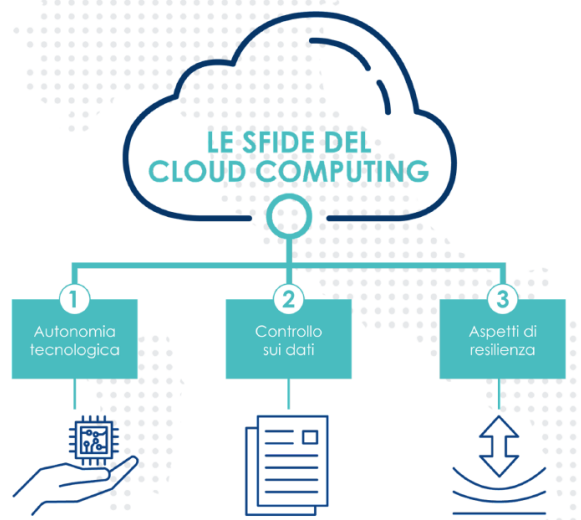 LE SFIDE DEL
CLOUD COMPUTING
1
Autonomia
tecnologica
2
Controllo
sui dati
3
Aspetti di
resilienza